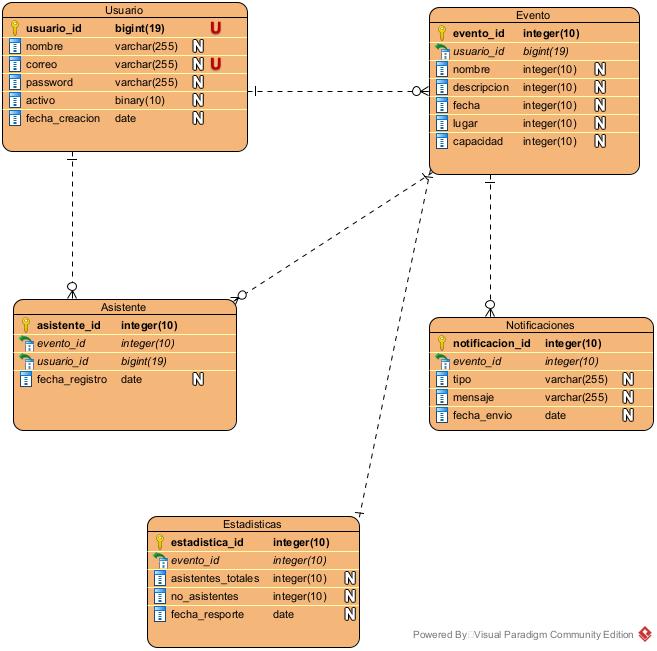 Usuario
usuario_id bigint(19) U
nombre varchar(255) N
correo varchar(255) N U
password varchar(255) N
activo binary(10) N
fecha_creacion date N
Evento
evento_id integer(10)
usuario_id bigint(19)
nombre integer(10) N
descripcion integer(10) N
fecha integer(10) N
lugar integer(10) N
capacidad integer(10) N
Asistente
asistente_id integer(10)
evento_id integer(10)
usuario_id bigint(19)
fecha_registro date N
Notificaciones
notificacion_id integer(10)
evento_id integer(10)
tipo varchar(255) N
mensaje varchar(255) N
fecha_envio date N
Estadisticas
estadistica_id integer(10)
evento_id integer(10)
asistentes_totales integer(10) N
no_asistentes integer(10) N
fecha_resporte date N
Powered By Visual Paradigm Community Edition